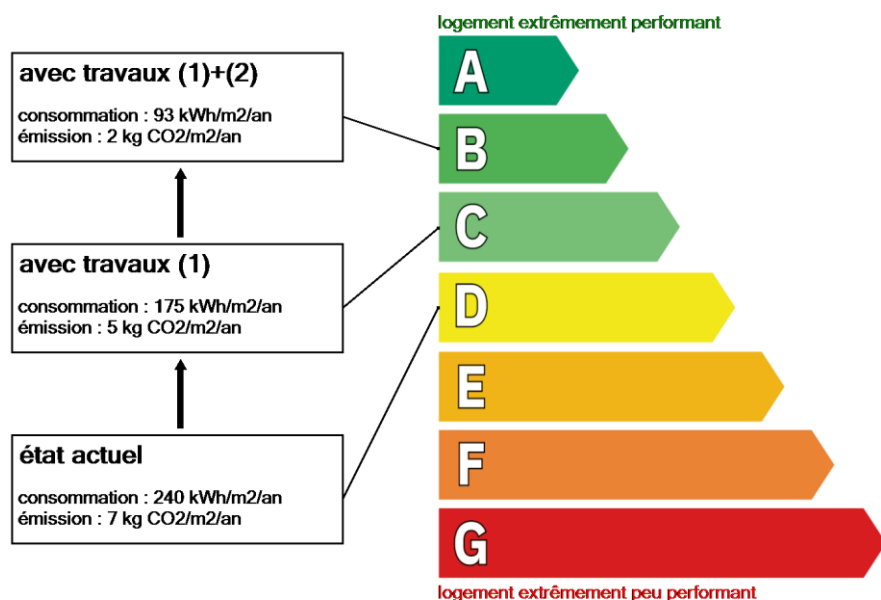 logement extrêmement performant
avec travaux (1)+(2)
consommation : 93 kWh/m2/an
émission : 2 kg CO2/m2/an
avec travaux (1)
consommation : 175 kWh/m2/an
émission : 5 kg CO2/m2/an
état actuel
consommation : 240 kWh/m2/an
émission : 7 kg CO2/m2/an
A
B
C
D
E
F
G
logement extrêmement peu performant